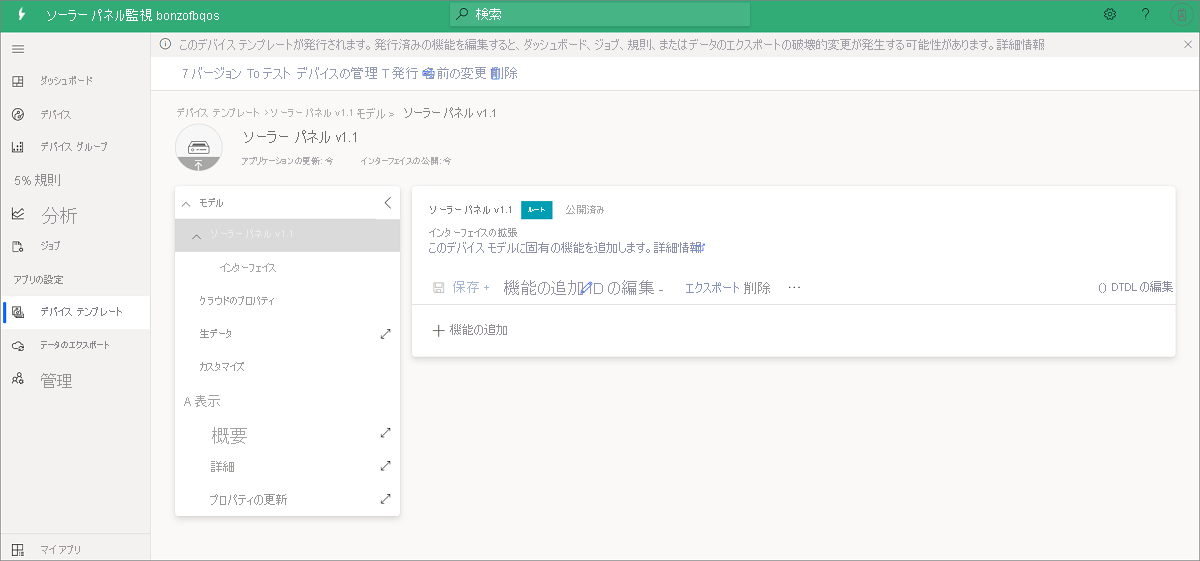 ソーラー パネル監視 bonzofbqos
検索
?
このデバイス テンプレートが発行されます。発行済みの機能を編集すると、ダッシュボード、ジョブ、規則、またはデータのエクスポートの破壊的変更が発生する可能性があります。詳細情報
7 バージョン To テスト デバイスの管理 T 発行 名前の変更 削除
ダッシュボード
デバイス
デバイス グループ
5% 規則
分析
ジョブ
アプリの設定
デバイス テンプレート
データのエクスポート
管理
マイ アプリ
デバイス テンプレート >ソーラー パネル v1.1 モデル > ソーラー パネル v1.1
ソーラー パネル v1.1
アプリケーションの更新: 今 インターフェイスの公開: 今
モデル
ソーラー パネル v1.1
インターフェイス
クラウドのプロパティ
生データ
カスタマイズ
A 表示
概要
詳細
プロパティの更新
ソーラー パネル v1.1 ルート 公開済み
インターフェイスの拡張
このデバイス モデルに固有の機能を追加します。詳細情報
保存 + 機能の追加 ID の編集 - エクスポート 削除 ··· () DTDL の編集
+ 機能の追加